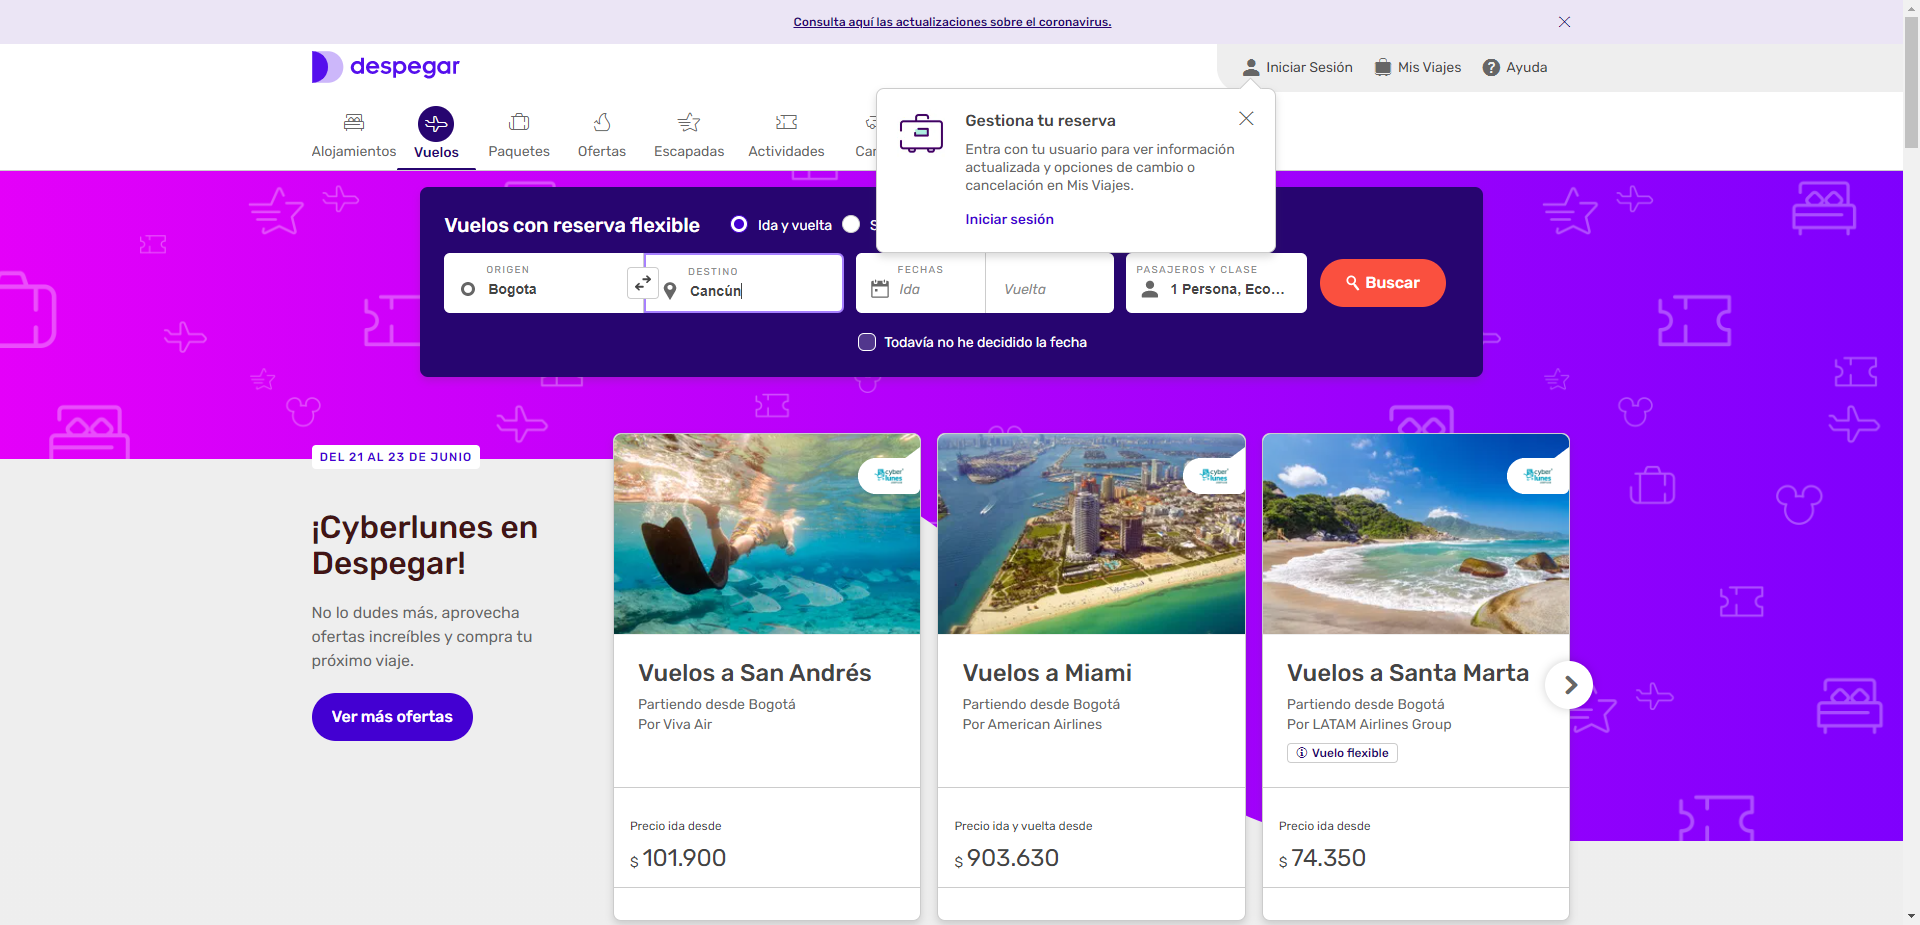 Consulta aquí las actualizaciones sobre el coronavirus.
despegar
Iniciar Sesión
Mis Viajes
Ayuda
Alojamientos
Vuelos
Paquetes
Ofertas
Escapadas
Actividades
Gestiona tu reserva
Entra con tu usuario para ver información
actualizada y opciones de cambio o
cancelación en Mis Viajes.
Iniciar sesión
Vuelos con reserva flexible
Ida y vuelta
ORIGEN
Bogota
DESTINO
Cancún
FECHAS
Ida
Vuelta
PASAJEROS Y CLASE
1 Persona, Eco...
Buscar
Todavía no he decidido la fecha
DEL 21 AL 23 DE JUNIO
¡Cyberlunes en
Despegar!
No lo dudes más, aprovecha
ofertas increíbles y compra tu
próximo viaje.
Ver más ofertas
cyber
lunes
Vuelos a San Andrés
Partiendo desde Bogotá
Por Viva Air
Precio ida desde
$ 101.900
cyber
lunes
Vuelos a Miami
Partiendo desde Bogotá
Por American Airlines
Precio ida y vuelta desde
$ 903.630
cyber
lunes
Vuelos a Santa Marta
Partiendo desde Bogotá
Por LATAM Airlines Group
Vuelo flexible
Precio ida desde
$ 74.350